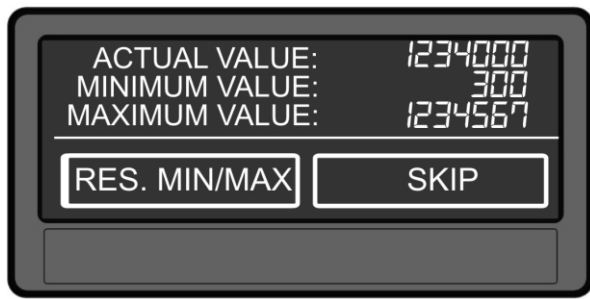 ACTUAL VALUE: 1234000
MINIMUM VALUE: 300
MAXIMUM VALUE: 1234567
RES. MIN/MAX SKIP